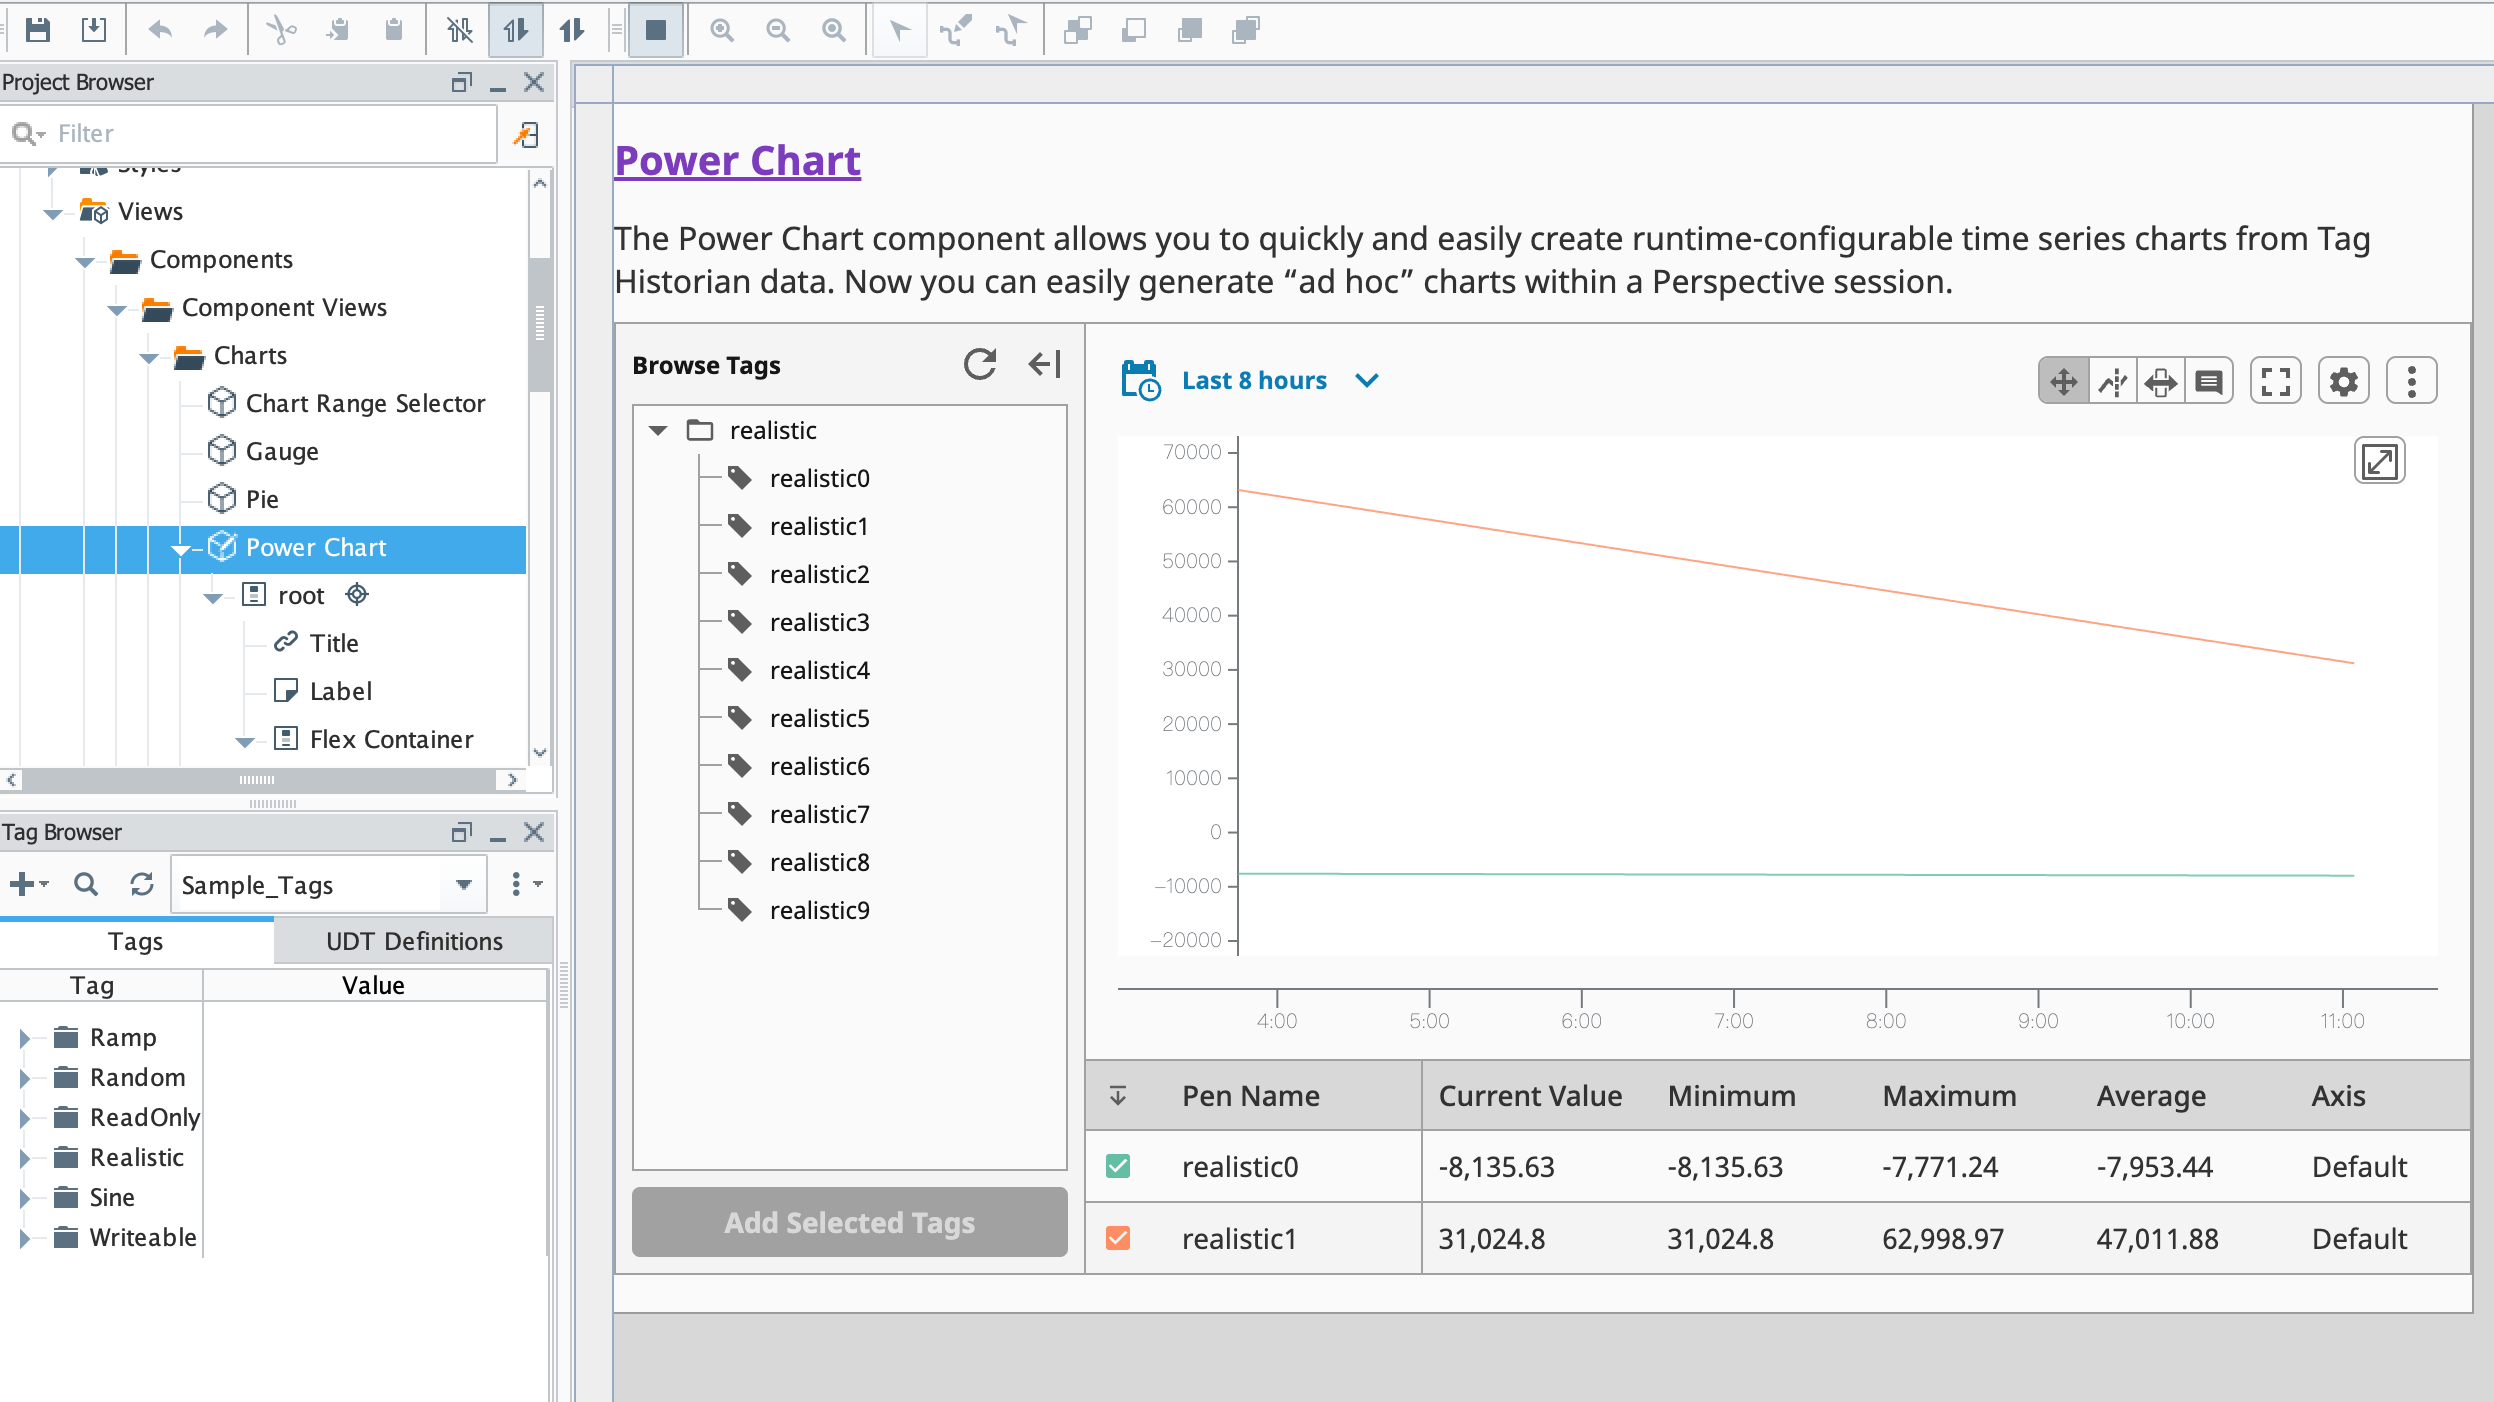 Project Browser
Filter
Styles
Views
Components
Component Views
Charts
Chart Range Selector
Gauge
Pie
Power Chart
root
Title
Label
Flex Container
Tag Browser
Sample_Tags
Tags UDT Definitions
Tag Value
Ramp
Random
ReadOnly
Realistic
Sine
Writeable
Power Chart
The Power Chart component allows you to quickly and easily create runtime-configurable time series charts from Tag
Historian data. Now you can easily generate “ad hoc” charts within a Perspective session.
Browse Tags
realistic
realistic0
realistic1
realistic2
realistic3
realistic4
realistic5
realistic6
realistic7
realistic8
realistic9
Add Selected Tags
Last 8 hours
70000
60000
50000
40000
30000
20000
10000
0
−10000
−20000
4:00 5:00 6:00 7:00 8:00 9:00 10:00 11:00
Pen Name Current Value Minimum Maximum Average Axis
realistic0 -8,135.63 -8,135.63 -7,771.24 -7,953.44 Default
realistic1 31,024.8 31,024.8 62,998.97 47,011.88 Default